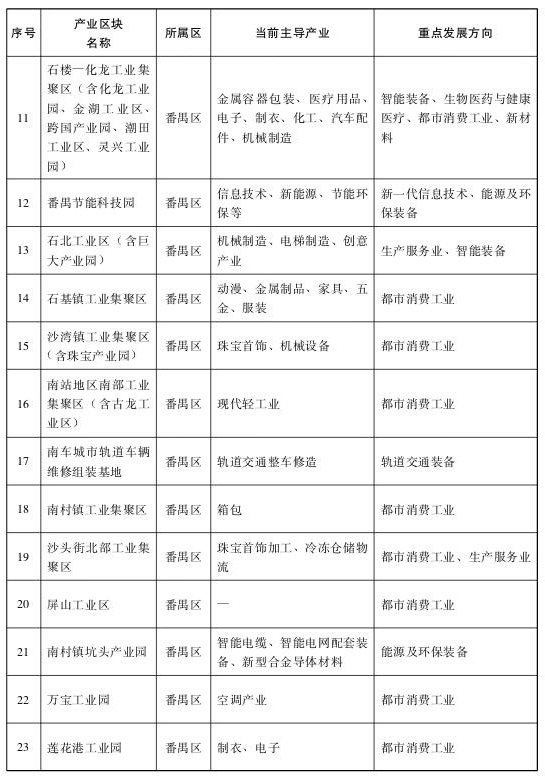 序号 产业区块名称 所属区 当前主导产业 重点发展方向
11 石楼—化龙工业集聚区（含化龙工业园、金湖工业区、跨国产业园、潮田工业区、灵兴工业园） 番禺区 金属容器包装、医疗用品、电子、制衣、化工、汽车配件、机械制造 智能装备、生物医药与健康医疗、都市消费工业、新材料
12 番禺节能科技园 番禺区 信息技术、新能源、节能环保等 新一代信息技术、能源及环保装备
13 石北工业区（含巨大产业园） 番禺区 机械制造、电梯制造、创意产业 生产服务业、智能装备
14 石基镇工业集聚区 番禺区 动漫、金属制品、家具、五金、服装 都市消费工业
15 沙湾镇工业集聚区（含珠宝产业园） 番禺区 珠宝首饰、机械设备 都市消费工业
16 南站地区南部工业集聚区（含古龙工业区） 番禺区 现代轻工业 都市消费工业
17 南车城市轨道车辆维修组装基地 番禺区 轨道交通整车修造 轨道交通装备
18 南村镇工业集聚区 番禺区 箱包 都市消费工业
19 沙头街北部工业集聚区 番禺区 珠宝首饰加工、冷冻仓储物流 都市消费工业、生产服务业
20 屏山工业区 番禺区 — 都市消费工业
21 南村镇坑头产业园 番禺区 智能电缆、智能电网配套装备、新型合金导体材料 能源及环保装备
22 万宝工业园 番禺区 空调产业 都市消费工业
23 莲花港工业园 番禺区 制衣、电子 都市消费工业